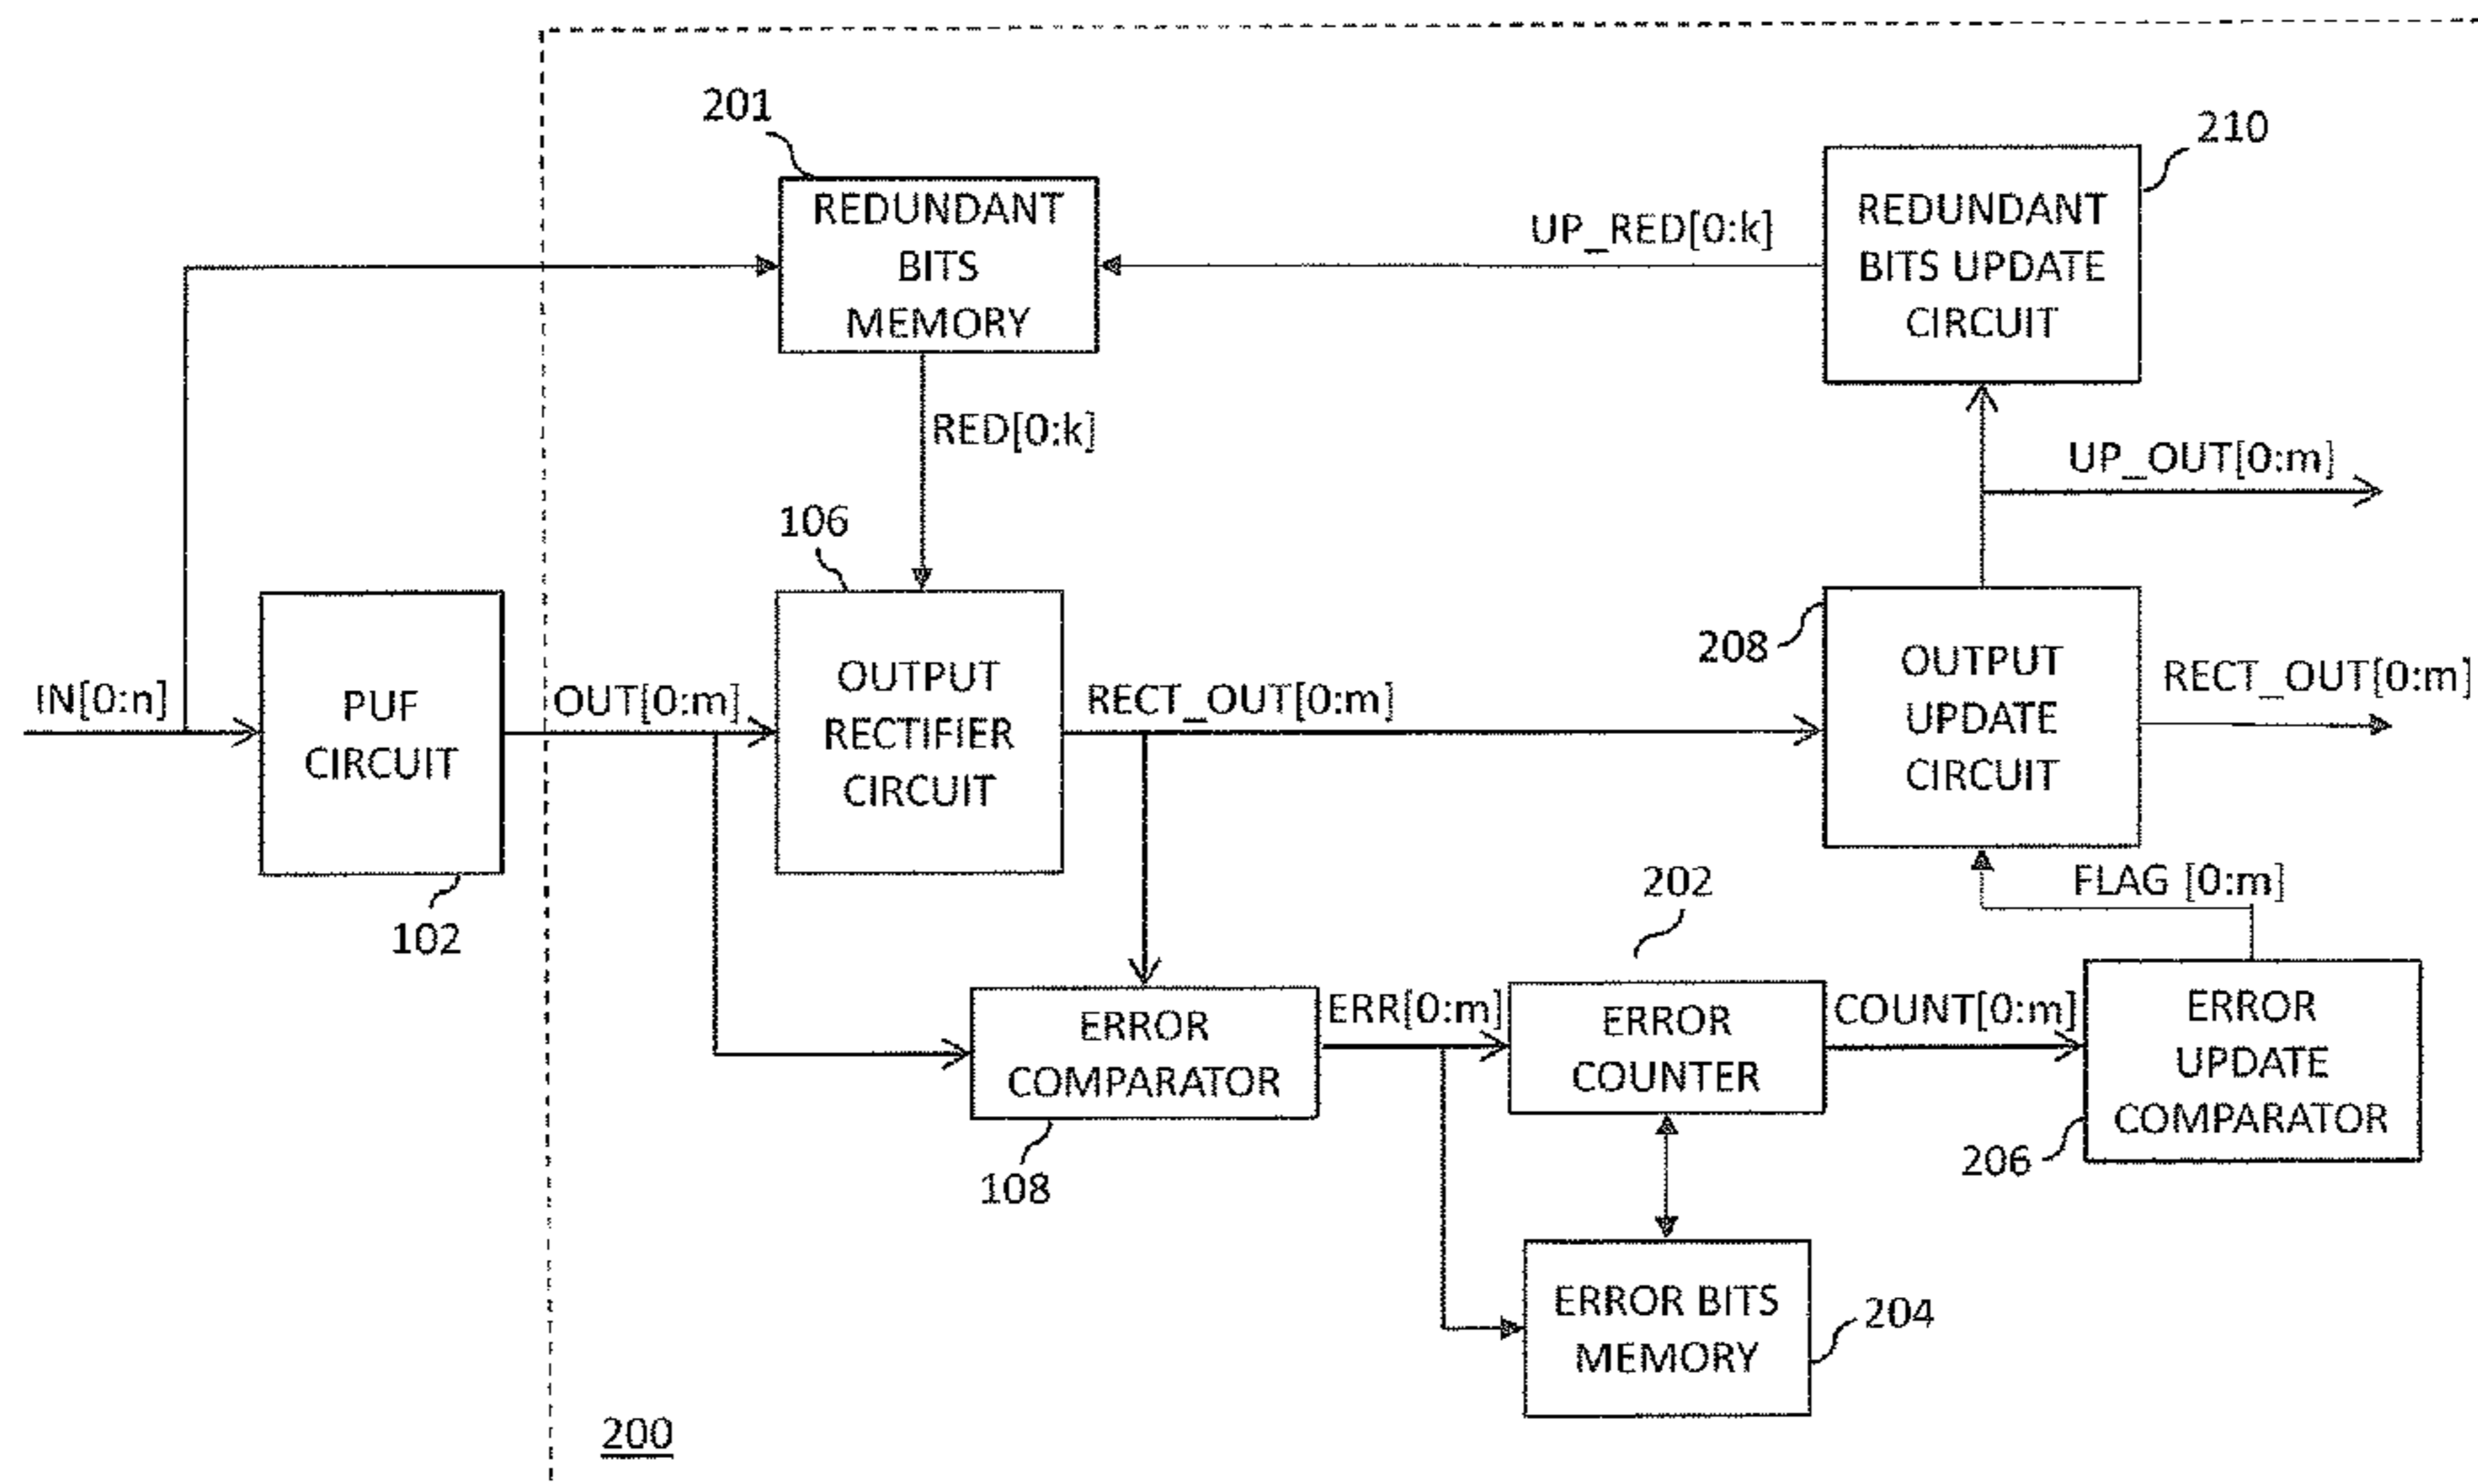 201
REDUNDANT
BITS
MEMORY
UP_RED[0:k]
REDUNDANT
BITS UPDATE
CIRCUIT
210
RED[0:k]
UP_OUT[0:m]
106
IN[0:n]
PUF
CIRCUIT
102
OUT[0:m]
OUTPUT
RECTIFIER
CIRCUIT
RECT_OUT[0:m]
208
OUTPUT
UPDATE
CIRCUIT
RECT_OUT[0:m]
FLAG [0:m]
202
ERROR
COMPARATOR
108
ERR[0:m]
ERROR
COUNTER
COUNT[0:m]
ERROR
UPDATE
COMPARATOR
206
ERROR BITS
MEMORY
204
200